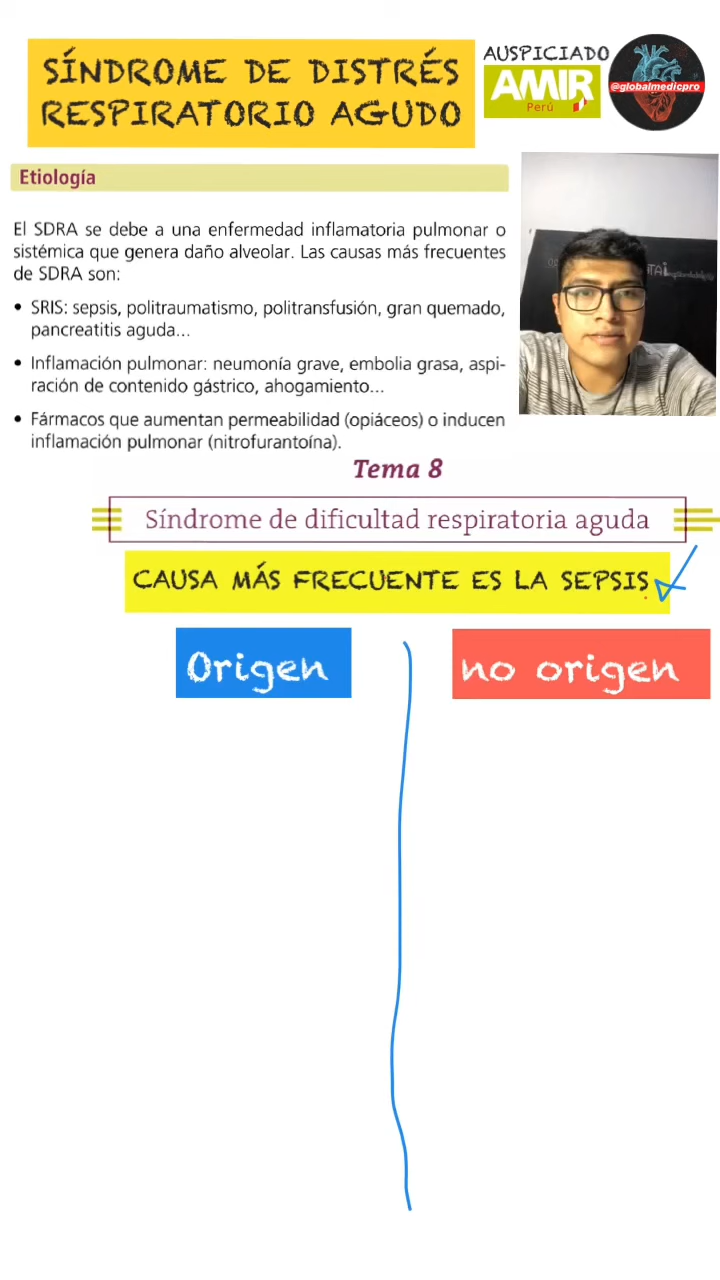 SÍNDROME DE DISTRÉS
RESPIRATORIO AGUDO
AUSPICIADO
AMIR
Perú
@globalmedicpro
Etiología
El SDRA se debe a una enfermedad inflamatoria pulmonar o
sistémica que genera daño alveolar. Las causas más frecuentes
de SDRA son:
• SRIS: sepsis, politraumatismo, politransfusión, gran quemado,
pancreatitis aguda...
• Inflamación pulmonar: neumonía grave, embolia grasa, aspi-
ración de contenido gástrico, ahogamiento...
• Fármacos que aumentan permeabilidad (opiáceos) o inducen
inflamación pulmonar (nitrofurantoína).
Tema 8
Síndrome de dificultad respiratoria aguda
CAUSA MÁS FRECUENTE ES LA SEPSIS
Origen
no origen